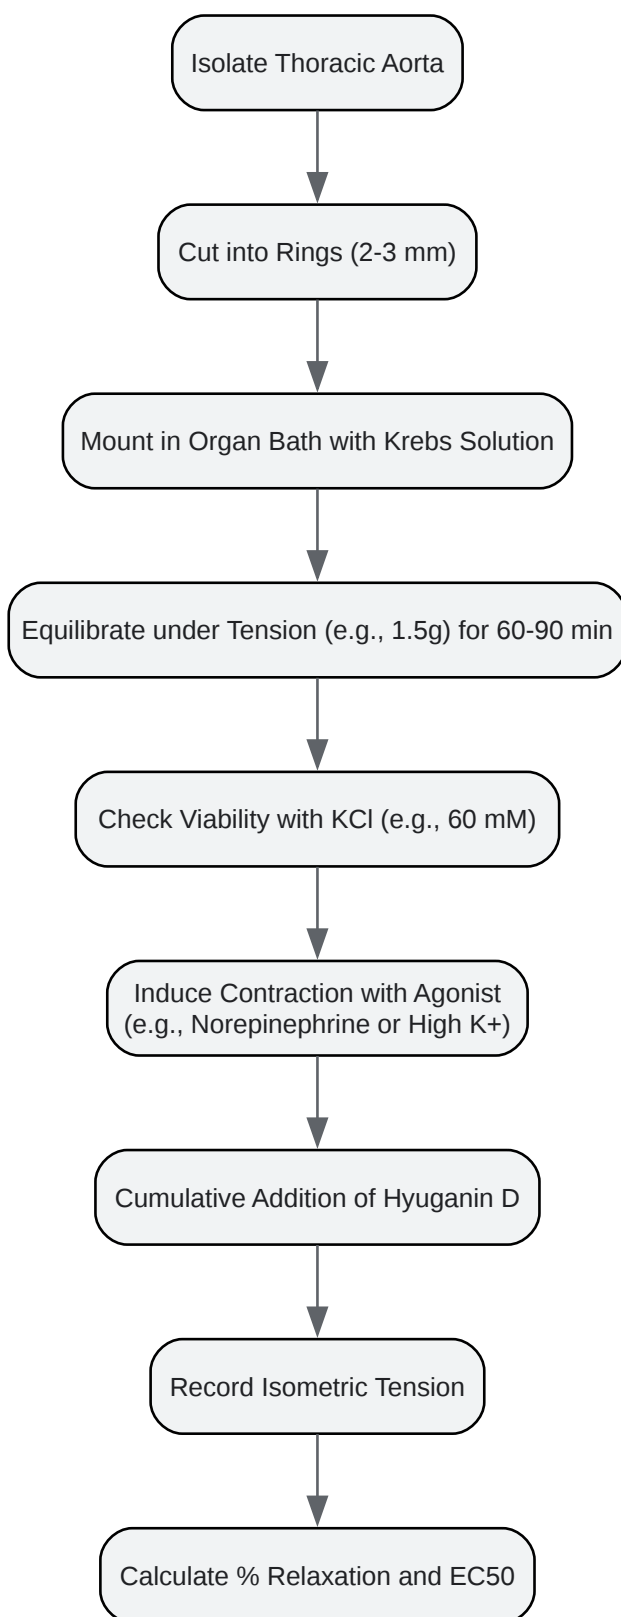 Isolate Thoracic Aorta
Cut into Rings (2-3 mm)
Mount in Organ Bath with Krebs Solution
Equilibrate under Tension (e.g., 1.5g) for 60-90 min
Check Viability with KCl (e.g., 60 mM)
Induce Contraction with Agonist
(e.g., Norepinephrine or High K+)
Cumulative Addition of Hyuganin D
Record Isometric Tension
Calculate % Relaxation and EC50